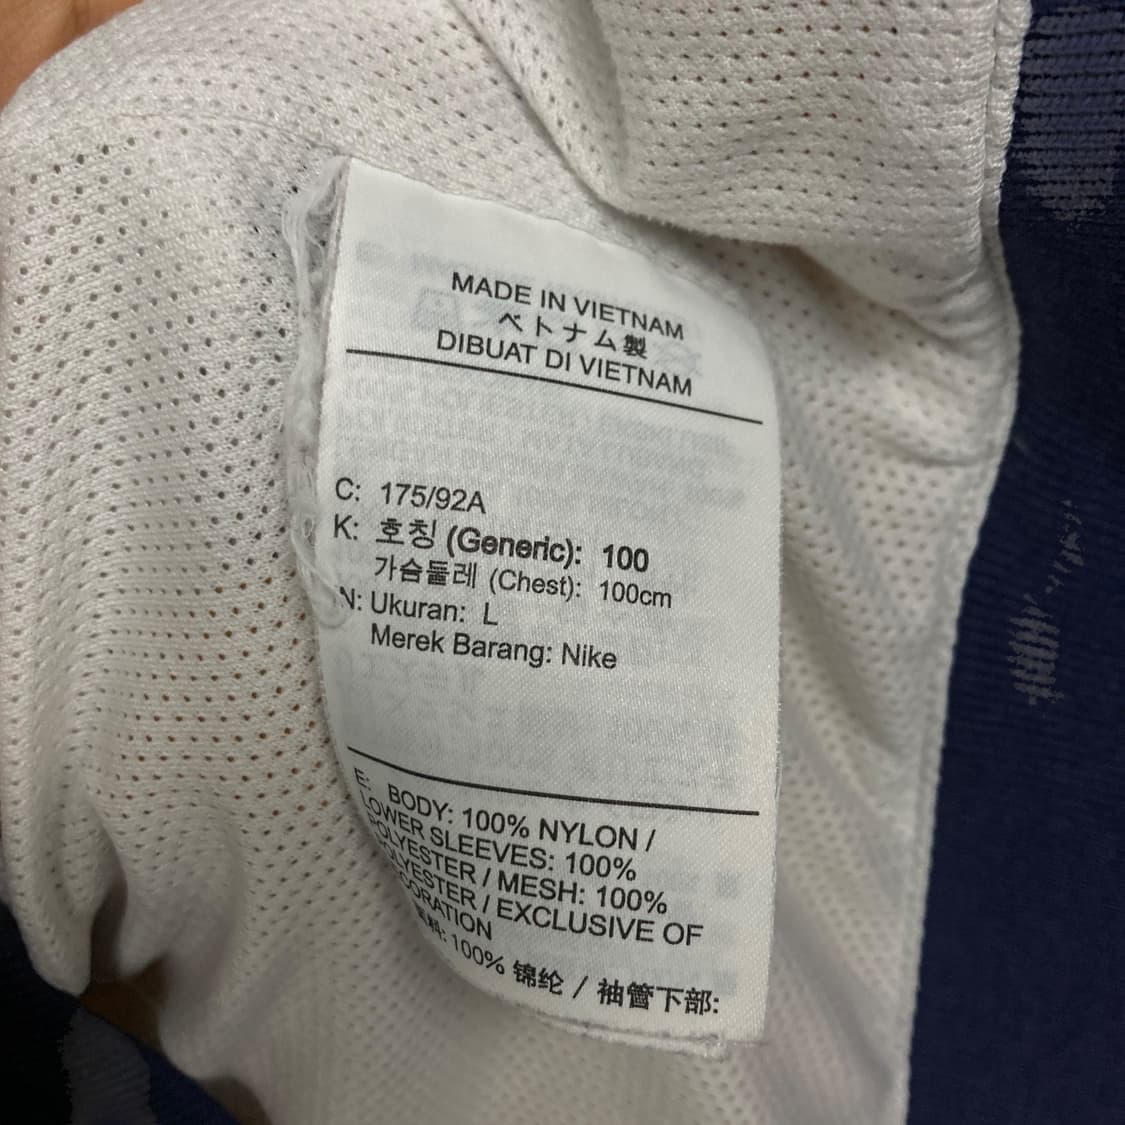 MADE IN VIETNAM
ベトナム製
DIBUAT DI VIETNAM
C: 175/92A
K: 호칭 (Generic): 100
가슴둘레 (Chest): 100cm
N: Ukuran: L
Merek Barang: Nike
E: BODY: 100% NYLON /
LOWER SLEEVES: 100%
POLYESTER / MESH: 100%
POLYESTER / EXCLUSIVE OF
100% 锦纶 / 袖管下部: